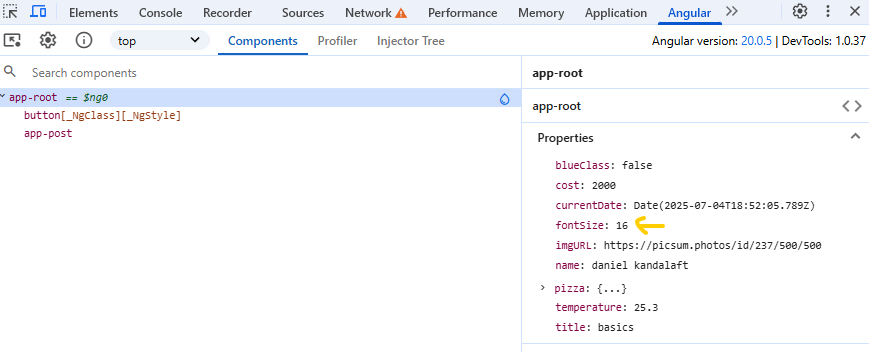 Elements Console Recorder Sources Network Performance Memory Application Angular
top Components Profiler Injector Tree Angular version: 20.0.5 | DevTools: 1.0.37
Search components
app-root == $ng0
button[_NgClass][_NgStyle]
app-post
app-root
app-root
Properties
blueClass: false
cost: 2000
currentDate: Date(2025-07-04T18:52:05.789Z)
fontSize: 16
imgURL: https://picsum.photos/id/237/500/500
name: daniel kandalaft
pizza: {...}
temperature: 25.3
title: basics